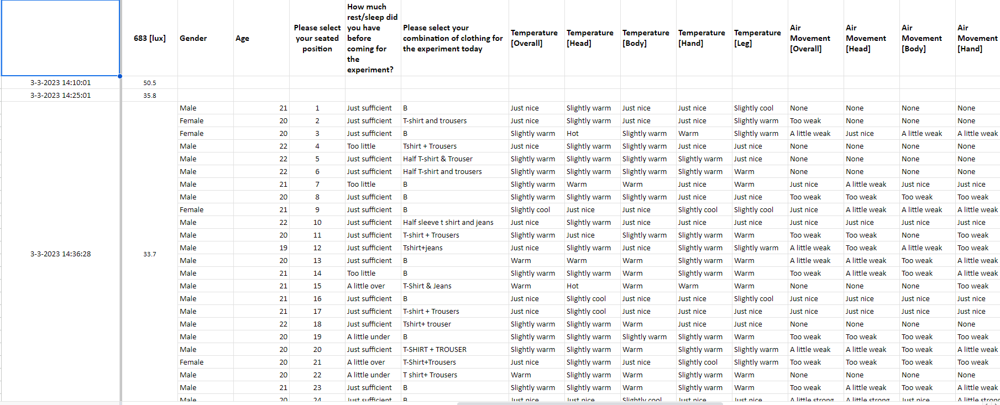 683 [lux] Gender Age Please select your seated position How much rest/sleep did you have before coming for the experiment? Please select your combination of clothing for the experiment today Temperature [Overall] Temperature [Head] Temperature [Body] Temperature [Hand] Temperature [Leg] Air Movement [Overall] Air Movement [Head] Air Movement [Body] Air Movement [Hand]
3-3-2023 14:10:01 50.5
3-3-2023 14:25:01 35.8
3-3-2023 14:36:28 33.7
Male 21 1 Just sufficient B Just nice Slightly warm Just nice Just nice Slightly cool None None None None
Female 20 2 Just sufficient T-shirt and trousers Just nice Slightly warm Just nice Just nice Slightly warm Too weak None None None
Female 20 3 Just sufficient B Slightly warm Hot Slightly warm Warm Slightly warm A little weak Just nice A little weak A little weak
Male 22 4 Too little Tshirt + Trousers Just nice Slightly warm Slightly warm Just nice Just nice None None None None
Male 22 5 Just sufficient Half T-shirt & Trouser Slightly warm Slightly warm Slightly warm Slightly warm Just nice None None None None
Male 22 6 Just sufficient Half T-shirt and trousers Slightly warm Slightly warm Slightly warm Slightly warm Warm None None None None
Male 21 7 Too little B Slightly warm Warm Warm Just nice Warm Just nice A little weak Just nice Just nice
Male 20 8 Just sufficient B Slightly warm Slightly warm Slightly warm Just nice Just nice Too weak Too weak Too weak Too weak
Female 21 9 Just sufficient B Slightly cool Just nice Just nice Slightly cool Slightly cool Just nice A little weak A little weak A little weak
Male 22 10 Just sufficient Half sleeve t shirt and jeans Just nice Slightly warm Just nice Just nice Just nice Just nice Just nice Just nice Just nice
Male 20 11 Just sufficient T-shirt + Trousers Slightly warm Just nice Slightly warm Slightly warm Warm Too weak Too weak None Too weak
Male 19 12 Just sufficient Tshirt+jeans Just nice Slightly warm Just nice Slightly warm Slightly warm A little weak Too weak A little weak Too weak
Male 20 13 Just sufficient B Warm Warm Warm Slightly warm Warm A little weak A little weak Too weak A little weak
Male 21 14 Too little B Slightly warm Slightly warm Warm Slightly warm Warm Too weak A little weak Too weak A little weak
Male 21 15 A little over T-Shirt & Jeans Warm Hot Warm Warm Warm None None None Too weak
Male 21 16 Just sufficient B Just nice Slightly cool Just nice Just nice Slightly cool Just nice Just nice Just nice Just nice
Male 21 17 Just sufficient T-shirt + Trousers Just nice Slightly cool Just nice Just nice Just nice Just nice Just nice Just nice Just nice
Male 22 18 Just sufficient Tshirt+ trouser Slightly warm Slightly warm Warm Just nice Just nice None None None None
Male 20 19 A little under B Slightly warm Slightly warm Slightly warm Slightly warm Warm Too weak Too weak Too weak Too weak
Male 20 20 Just sufficient T-SHIRT + TROUSER Slightly warm Slightly warm Warm Slightly warm Slightly warm A little weak A little weak Too weak A little weak
Female 20 21 A little over T-Shirt+Trousers Just nice Slightly warm Just nice Slightly cool Slightly warm Too weak Too weak Too weak Too weak
Male 20 22 A little under T shirt+ Trousers Warm Slightly warm Warm Slightly warm Warm None None None None
Male 21 23 Just sufficient B Slightly warm Slightly warm Warm Slightly warm Warm Too weak A little weak Too weak A little weak
Male 20 24 Just sufficient B Just nice Just nice Slightly cool Just nice Just nice A little strong A little strong Just nice A little strong